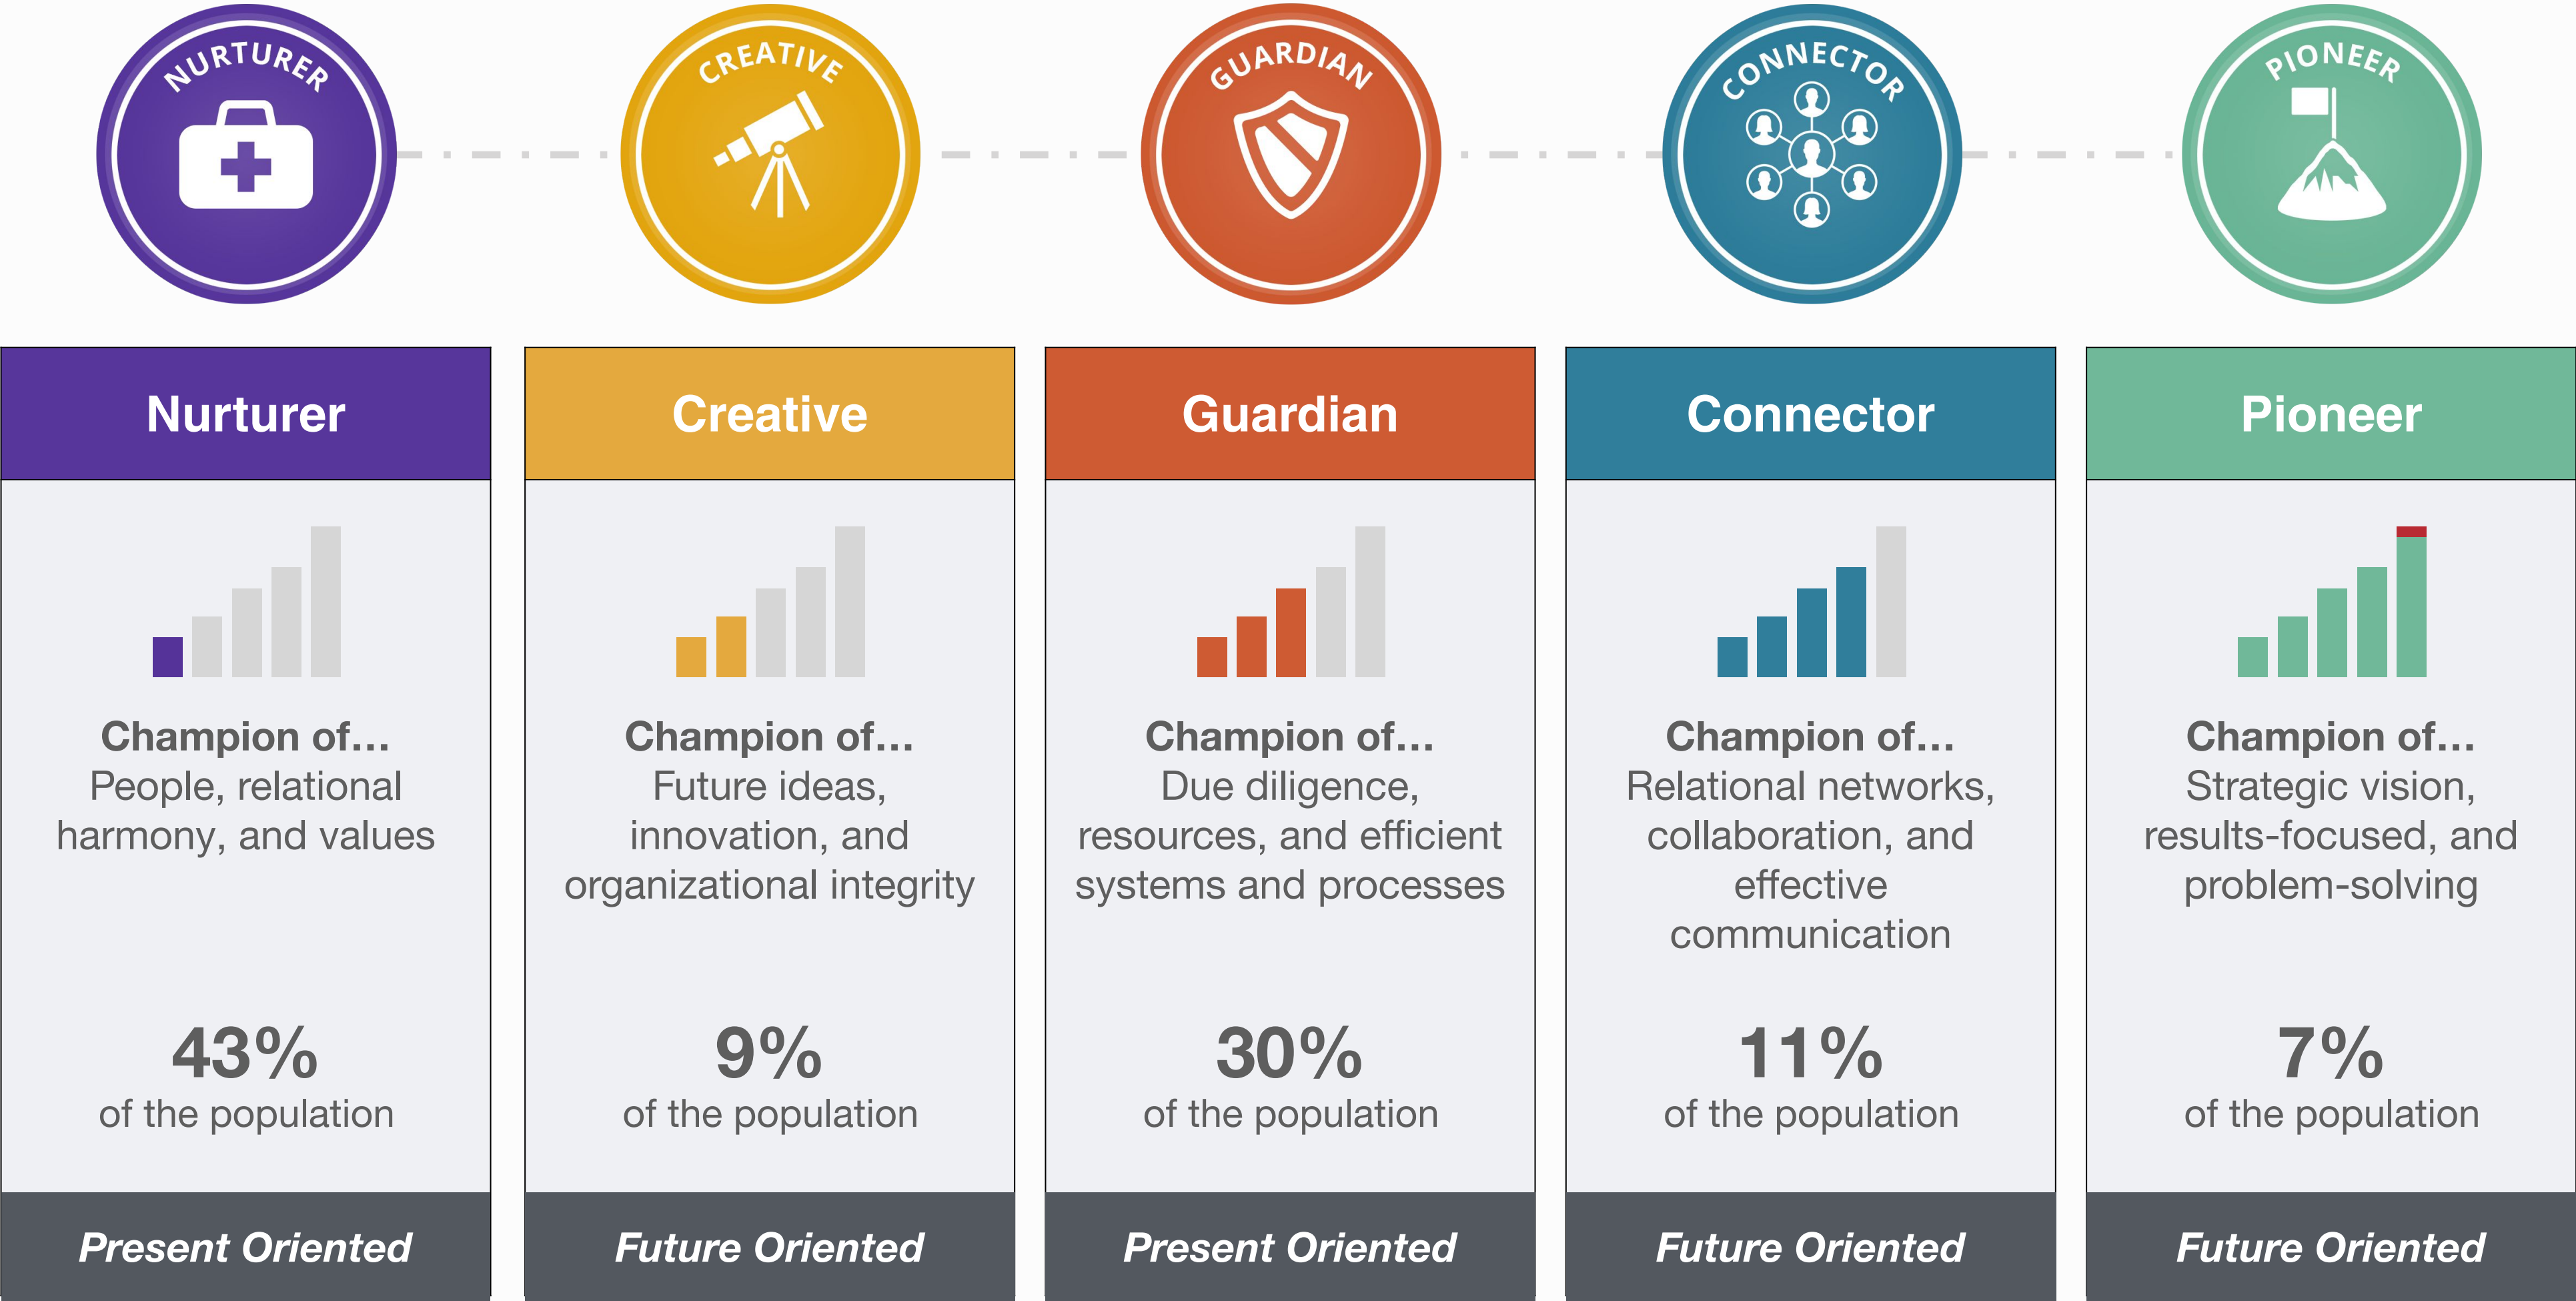 NURTURER
CREATIVE
GUARDIAN
CONNECTOR
PIONEER
Nurturer
Champion of...
People, relational
harmony, and values
43%
of the population
Present Oriented
Creative
Champion of...
Future ideas,
innovation, and
organizational integrity
9%
of the population
Future Oriented
Guardian
Champion of...
Due diligence,
resources, and efficient
systems and processes
30%
of the population
Present Oriented
Connector
Champion of...
Relational networks,
collaboration, and
effective
communication
11%
of the population
Future Oriented
Pioneer
Champion of...
Strategic vision,
results-focused, and
problem-solving
7%
of the population
Future Oriented